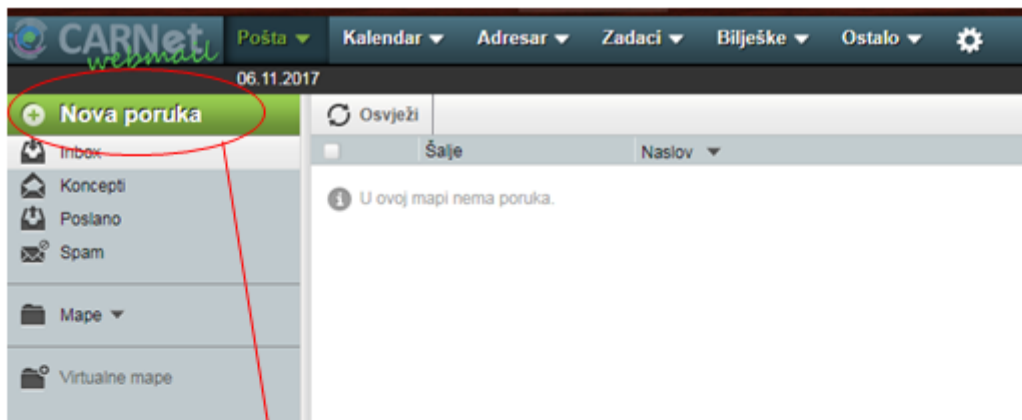 CARNet webmail Pošta Kalendar Adresar Zadaci Bilješke Ostalo
06.11.2017
Nova poruka Osvježi
Inbox Šalje Naslov
Koncepti U ovoj mapi nema poruka.
Poslano
Spam
Mape
Virtualne mape